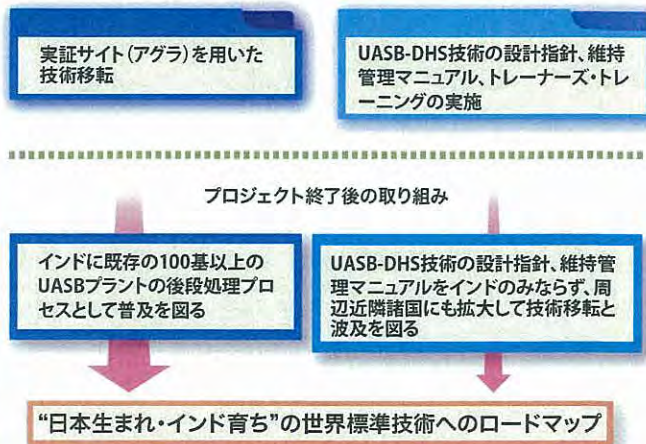 実証サイト(アグラ)を用いた
技術移転
UASB-DHS技術の設計指針、維持
管理マニュアル、トレーナーズ・トレ
ーニングの実施
プロジェクト終了後の取り組み
インドに既存の100基以上の
UASBプラントの後段処理プロ
セスとして普及を図る
UASB-DHS技術の設計指針、維持管
理マニュアルをインドのみならず、周
辺近隣諸国にも拡大して技術移転と
波及を図る
“日本生まれ・インド育ち”の世界標準技術へのロードマップ